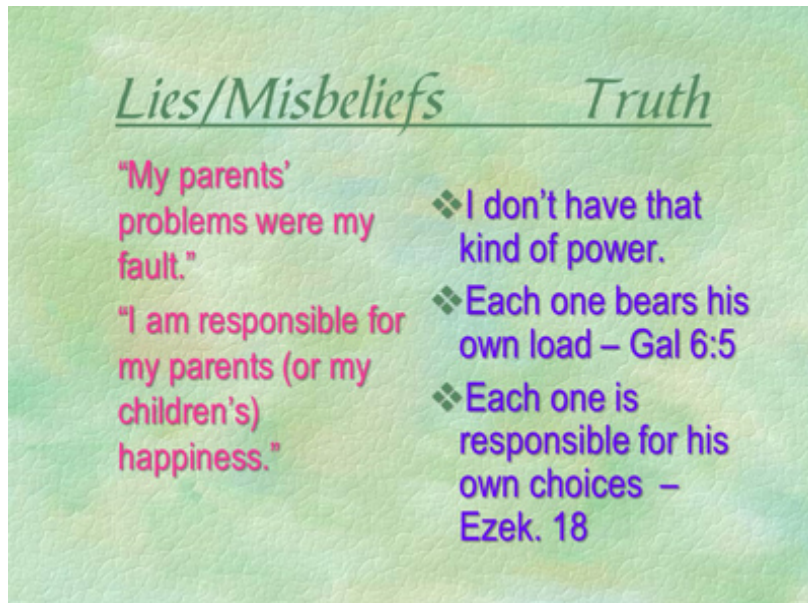 Lies/Misbeliefs Truth
“My parents’
problems were my
fault.”
“I am responsible for
my parents (or my
children’s)
happiness.”
❖I don’t have that
kind of power.
❖Each one bears his
own load – Gal 6:5
❖Each one is
responsible for his
own choices –
Ezek. 18